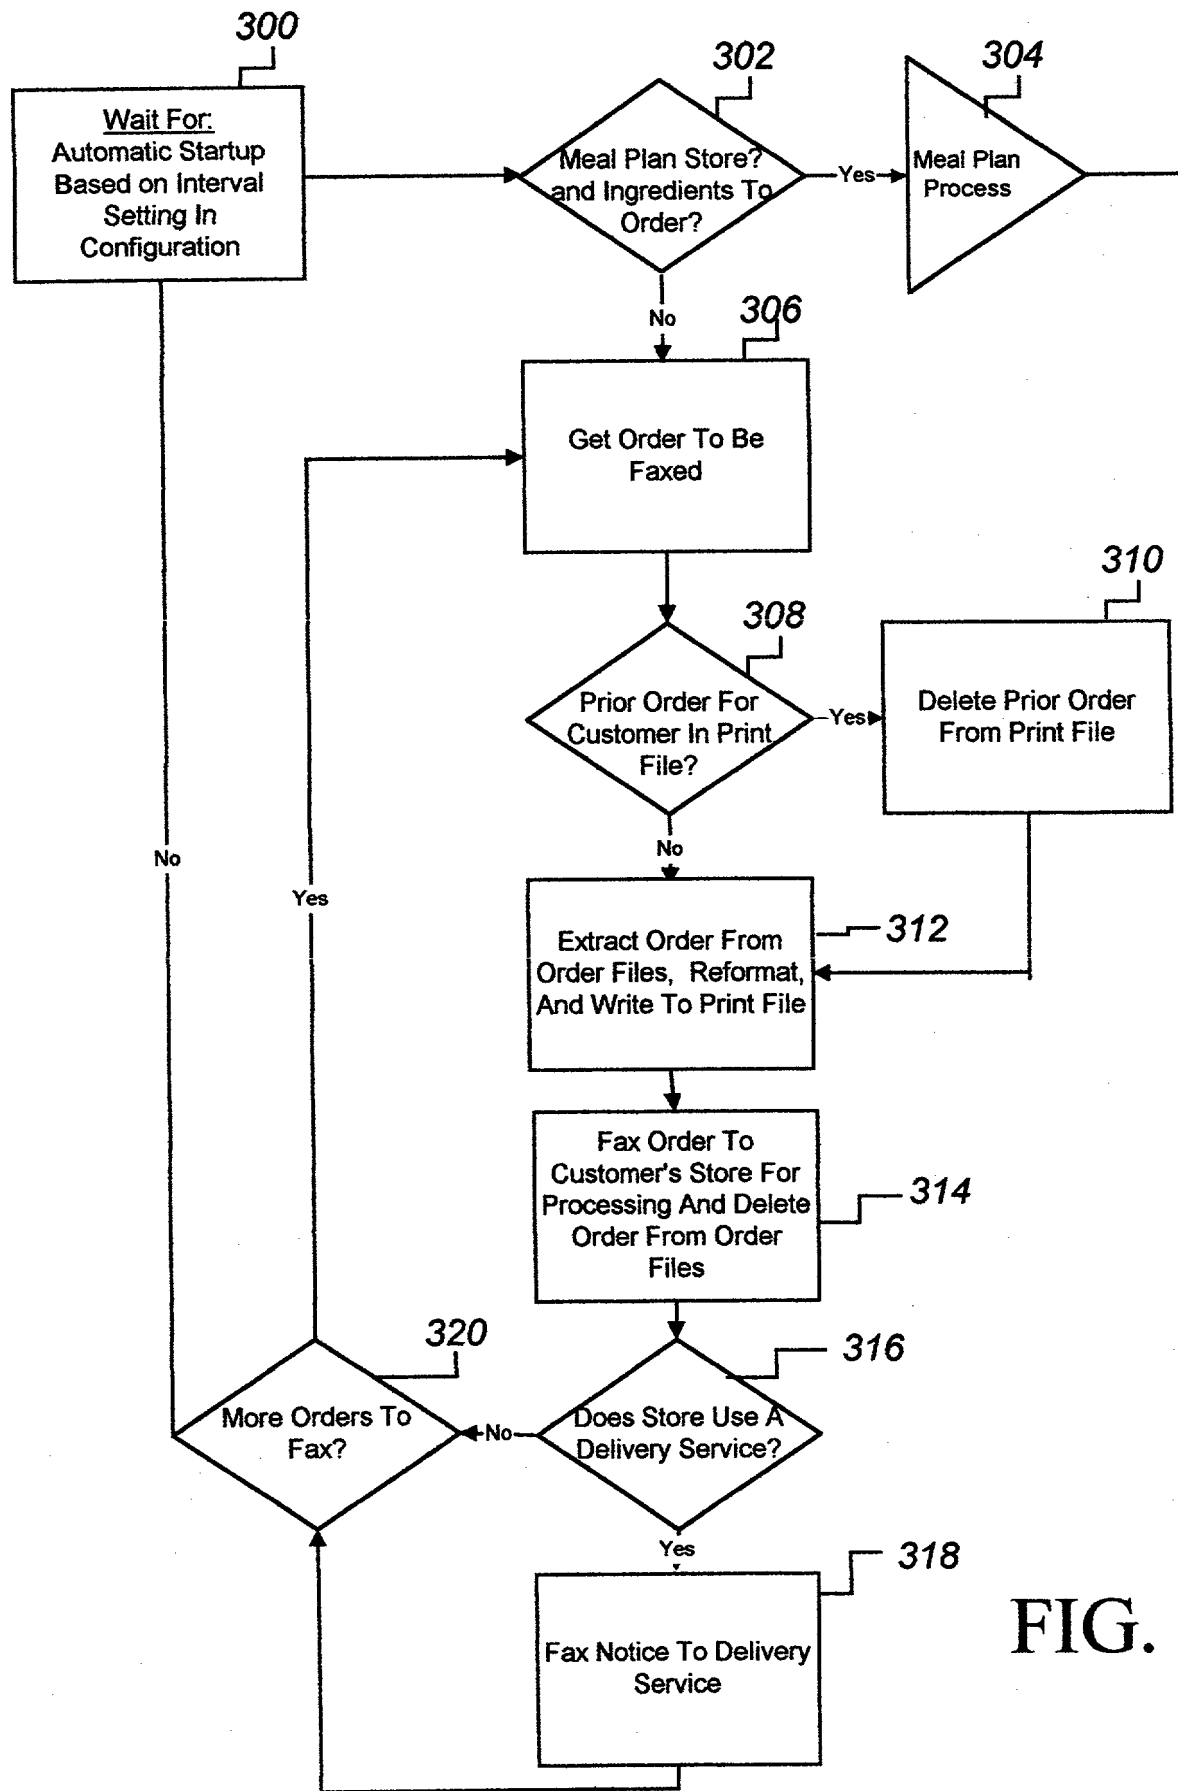 300
Wait For:
Automatic Startup
Based on Interval
Setting In
Configuration
302
Meal Plan Store?
and Ingredients To
Order?
Yes
304
Meal Plan
Process
No
306
Get Order To Be
Faxed
308
Prior Order For
Customer In Print
File?
Yes
310
Delete Prior Order
From Print File
No
No
Yes
312
Extract Order From
Order Files, Reformat,
And Write To Print File
Fax Order To
Customer's Store For
Processing And Delete
Order From Order
Files
314
320
More Orders To
Fax?
No
316
Does Store Use A
Delivery Service?
Yes
318
Fax Notice To Delivery
Service
FIG.